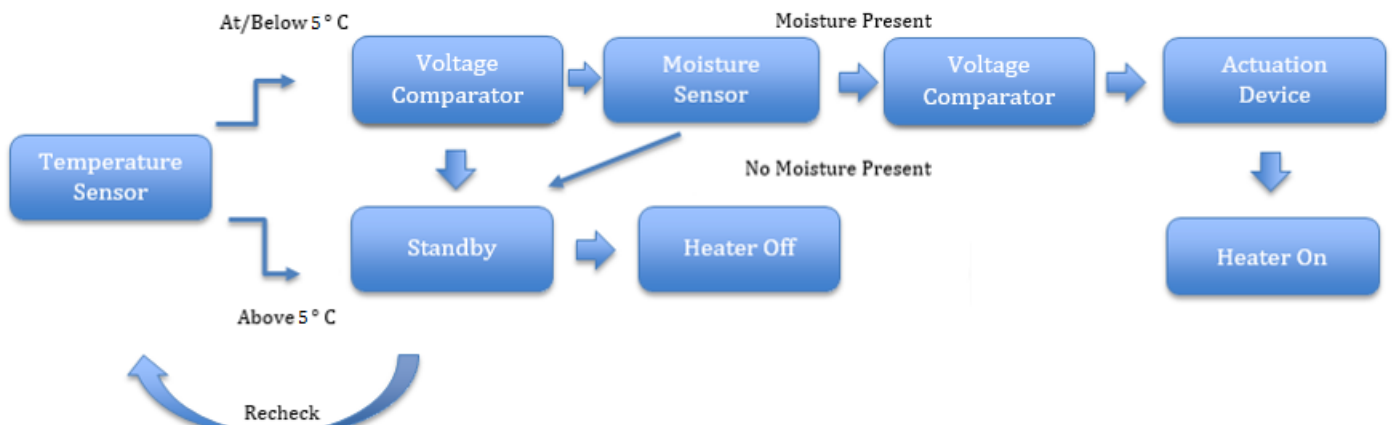 At/Below 5° C
Moisture Present
Voltage
Comparator
Moisture
Sensor
Voltage
Comparator
Actuation
Device
Temperature
Sensor
No Moisture Present
Standby
Heater Off
Heater On
Above 5° C
Recheck